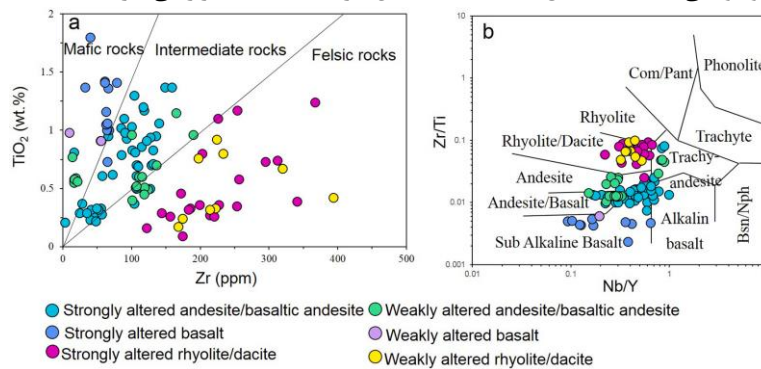 a
Mafic rocks
Intermediate rocks
Felsic rocks
TiO2 (wt.%)
2
1.5
1
0.5
0
0
100
200
300
400
500
Zr (ppm)
b
Zr/Ti
10
1
0.1
0.01
0.001
0.01
0.1
1
10
Nb/Y
Com/Pant
Phonolite
Rhyolite
Rhyolite/Dacite
Trachyte
Trachy-
andesite
Andesite
Andesite/Basalt
Alkalin
basalt
Sub Alkaline Basalt
Bsn/Nph
Strongly altered andesite/basaltic andesite
Weakly altered andesite/basaltic andesite
Strongly altered basalt
Weakly altered basalt
Strongly altered rhyolite/dacite
Weakly altered rhyolite/dacite